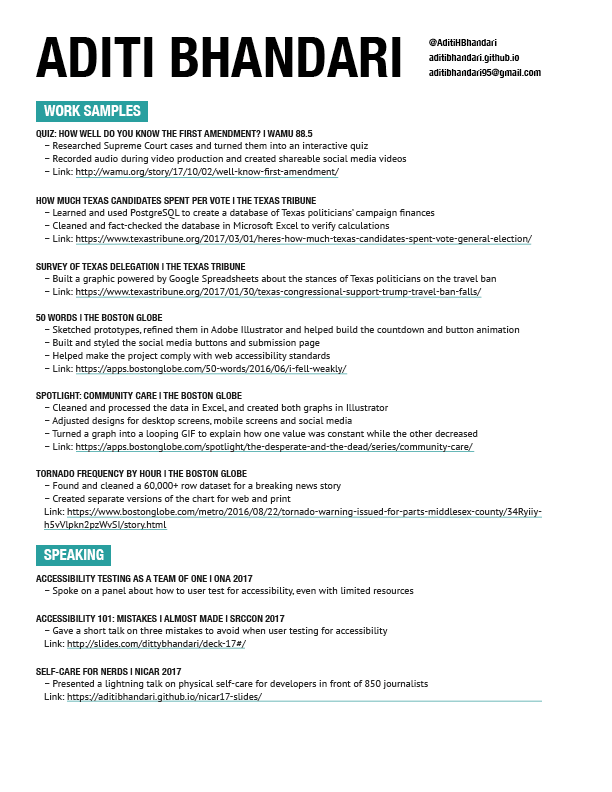 ADITI BHANDARI
@AditiHBhandari
aditibhandari.github.io
aditibhandari95@gmail.com
WORK SAMPLES
QUIZ: HOW WELL DO YOU KNOW THE FIRST AMENDMENT? | WAMU 88.5
– Researched Supreme Court cases and turned them into an interactive quiz
– Recorded audio during video production and created shareable social media videos
– Link: http://wamu.org/story/17/10/02/well-know-first-amendment/
HOW MUCH TEXAS CANDIDATES SPENT PER VOTE | THE TEXAS TRIBUNE
– Learned and used PostgreSQL to create a database of Texas politicians' campaign finances
– Cleaned and fact-checked the database in Microsoft Excel to verify calculations
– Link: https://www.texastribune.org/2017/03/01/heres-how-much-texas-candidates-spent-vote-general-election/
SURVEY OF TEXAS DELEGATION | THE TEXAS TRIBUNE
– Built a graphic powered by Google Spreadsheets about the stances of Texas politicians on the travel ban
– Link: https://www.texastribune.org/2017/01/30/texas-congressional-support-trump-travel-ban-falls/
50 WORDS | THE BOSTON GLOBE
– Sketched prototypes, refined them in Adobe Illustrator and helped build the countdown and button animation
– Built and styled the social media buttons and submission page
– Helped make the project comply with web accessibility standards
– Link: https://apps.bostonglobe.com/50-words/2016/06/i-fell-weakly/
SPOTLIGHT: COMMUNITY CARE | THE BOSTON GLOBE
– Cleaned and processed the data in Excel, and created both graphs in Illustrator
– Adjusted designs for desktop screens, mobile screens and social media
– Turned a graph into a looping GIF to explain how one value was constant while the other decreased
– Link: https://apps.bostonglobe.com/spotlight/the-desperate-and-the-dead/series/community-care/
TORNADO FREQUENCY BY HOUR | THE BOSTON GLOBE
– Found and cleaned a 60,000+ row dataset for a breaking news story
– Created separate versions of the chart for web and print
Link: https://www.bostonglobe.com/metro/2016/08/22/tornado-warning-issued-for-parts-middlesex-county/34Ryiiy-
h5vVlpkn2pzWvSI/story.html
SPEAKING
ACCESSIBILITY TESTING AS A TEAM OF ONE | ONA 2017
– Spoke on a panel about how to user test for accessibility, even with limited resources
ACCESSIBILITY 101: MISTAKES I ALMOST MADE | SRCCON 2017
– Gave a short talk on three mistakes to avoid when user testing for accessibility
Link: http://slides.com/dittybhandari/deck-17#/
SELF-CARE FOR NERDS | NICAR 2017
– Presented a lightning talk on physical self-care for developers in front of 850 journalists
Link: https://aditibhandari.github.io/nicar17-slides/